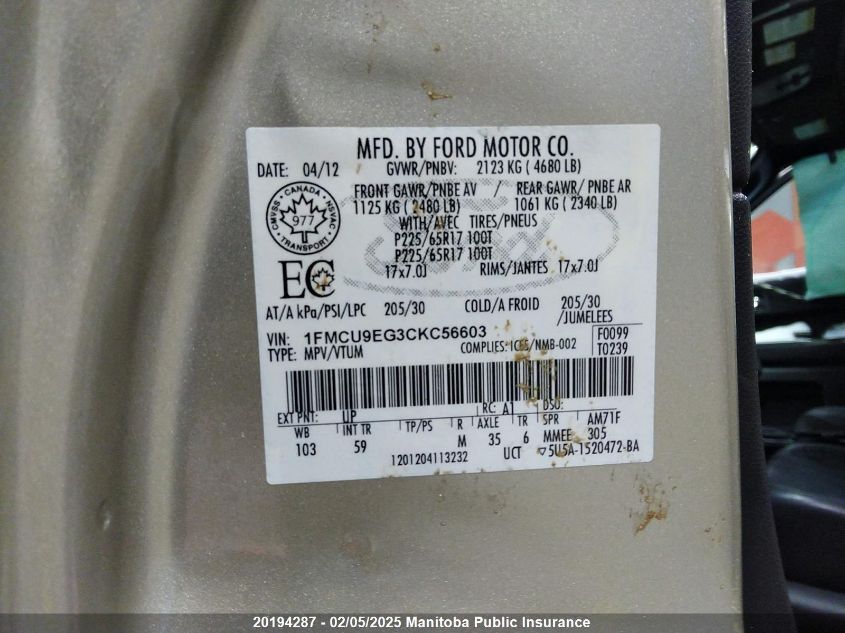 MFD. BY FORD MOTOR CO.
DATE: 04/12 GVWR/PNBV: 2123 KG ( 4680 LB)
FRONT GAWR/PNBE AV / REAR GAWR/ PNBE AR
1125 KG ( 2480 LB) 1061 KG ( 2340 LB)
WITH/AVEC TIRES/PNEUS
P225/65R17 100T
P225/65R17 100T
17x7.0J RIMS/JANTES 17x7.0J
CMVSS · CANADA · NSVAC
977
· TRANSPORT ·
EC
AT/A kPa/PSI/LPC 205/30 COLD/A FROID 205/30
/JUMELEES
VIN: 1FMCU9EG3CKC56603 F0099
TYPE: MPV/VTUM COMPLIES: ICES/NMB-002 T0239
EXT PNT: UP RC: A1 DSO:
WB INT TR TP/PS R AXLE TR SPR AM71F
103 59 M 35 6 MMEE 305
1201204113232 UCT ▽5U5A-1520472-BA
20194287 - 02/05/2025 Manitoba Public Insurance